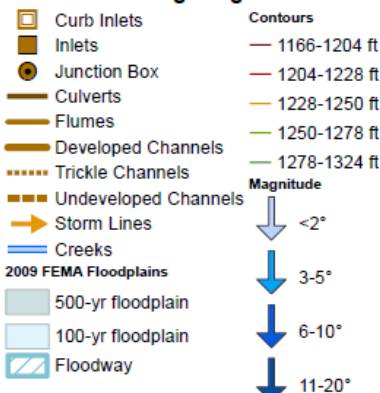 Curb Inlets
Inlets
Junction Box
Culverts
Flumes
Developed Channels
Trickle Channels
Undeveloped Channels
Storm Lines
Creeks
2009 FEMA Floodplains
500-yr floodplain
100-yr floodplain
Floodway
Contours
1166-1204 ft
1204-1228 ft
1228-1250 ft
1250-1278 ft
1278-1324 ft
Magnitude
<2°
3-5°
6-10°
11-20°